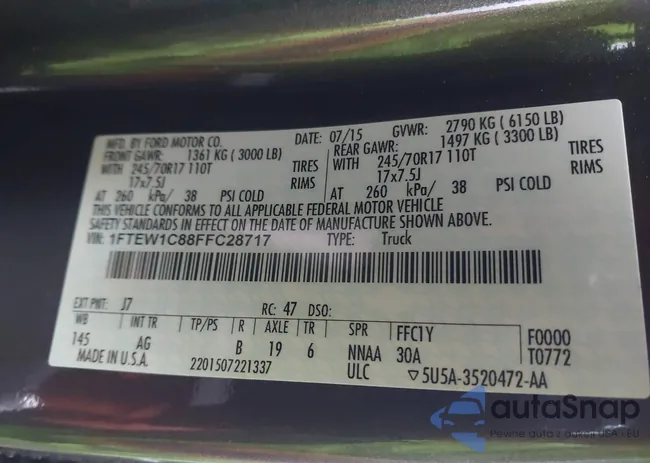 MFD. BY FORD MOTOR CO. DATE: 07/15 GVWR: 2790 KG ( 6150 LB)
FRONT GAWR: 1361 KG ( 3000 LB) REAR GAWR: 1497 KG ( 3300 LB)
WITH 245/70R17 110T TIRES WITH 245/70R17 110T TIRES
17x7.5J RIMS 17x7.5J RIMS
AT 260 kPa/ 38 PSI COLD AT 260 kPa/ 38 PSI COLD
THIS VEHICLE CONFORMS TO ALL APPLICABLE FEDERAL MOTOR VEHICLE
SAFETY STANDARDS IN EFFECT ON THE DATE OF MANUFACTURE SHOWN ABOVE.
VIN: 1FTEW1C88FFC28717 TYPE: Truck
EXT PNT: J7 RC: 47 DSO:
WB INT TR TP/PS R AXLE TR SPR FFC1Y F0000
145 AG B 19 6 NNAA 30A T0772
MADE IN U.S.A. 2201507221337 ULC ▽5U5A-3520472-AA
autaSnap
Pewne auta z aukcji USA i EU